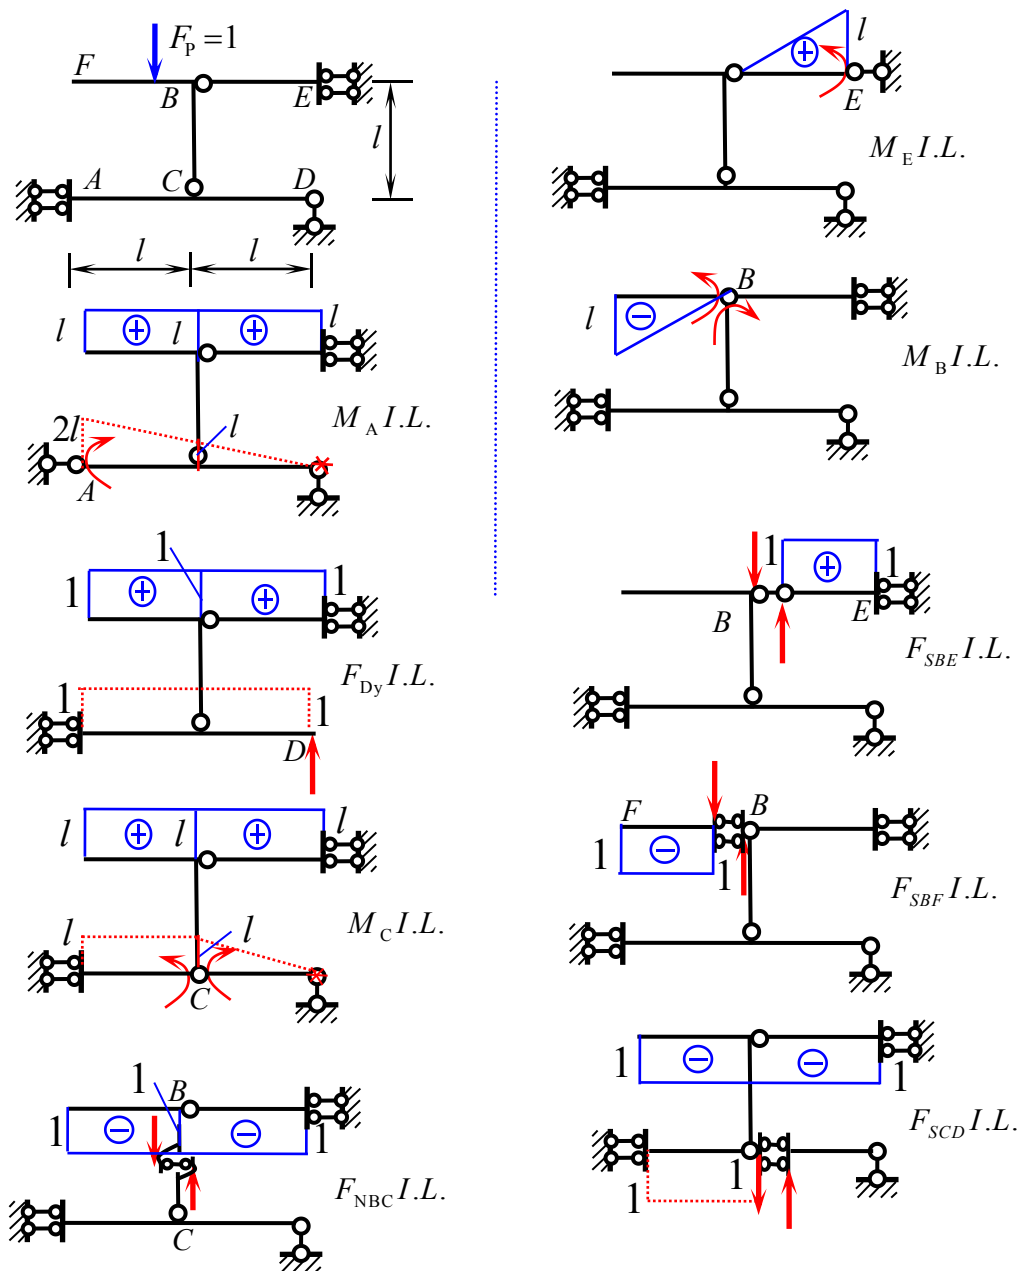 F_P = 1
F B E
l
A C D
l l
l ⊕ l ⊕ l
M_A I.L.
2l l
A
1
1 ⊕ ⊕ 1
F_Dy I.L.
1 1
D
l ⊕ l ⊕ l
M_C I.L.
l l
C
1 B
1 ⊖ ⊖ 1
F_NBC I.L.
C
⊕ l
E
M_E I.L.
B
l ⊖
M_B I.L.
1 ⊕ 1
B E
F_SBE I.L.
F B
1 ⊖ 1
F_SBF I.L.
1 ⊖ ⊖ 1
F_SCD I.L.
1 1